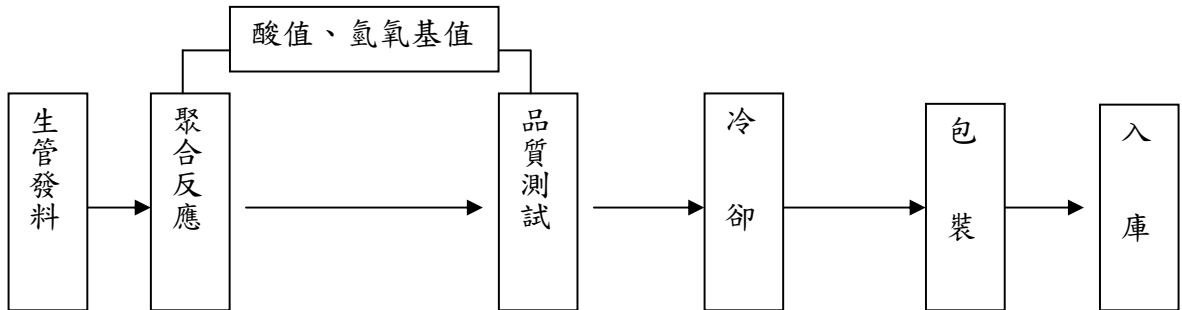 酸值、氫氧基值
生管發料
聚合反應
品質測試
冷卻
包裝
入庫